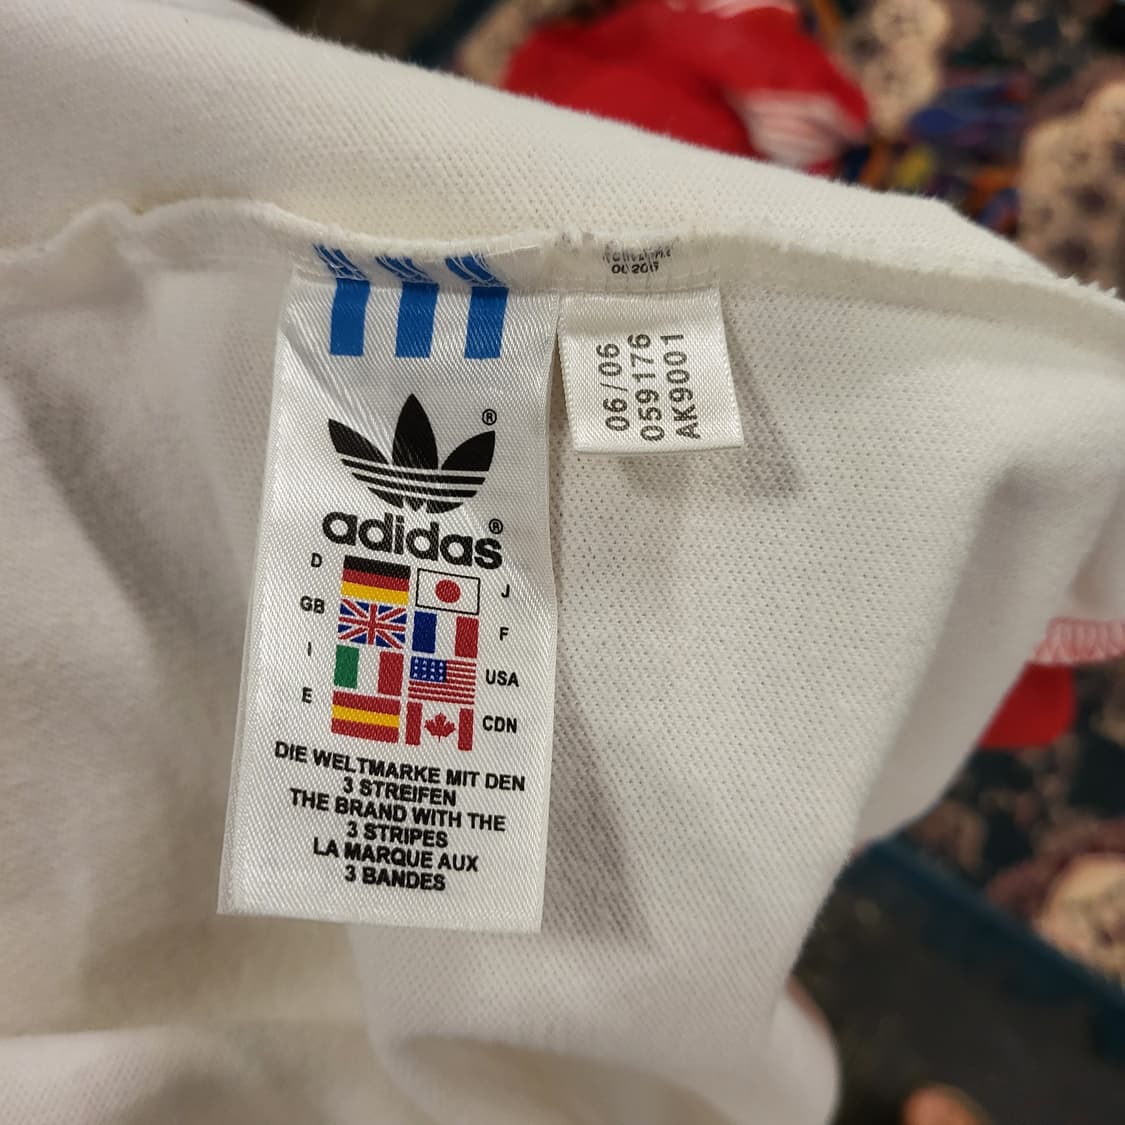 ®
adidas®
D
J
GB
F
I
USA
E
CDN
DIE WELTMARKE MIT DEN
3 STREIFEN
THE BRAND WITH THE
3 STRIPES
LA MARQUE AUX
3 BANDES
06/06
059176
AK9001